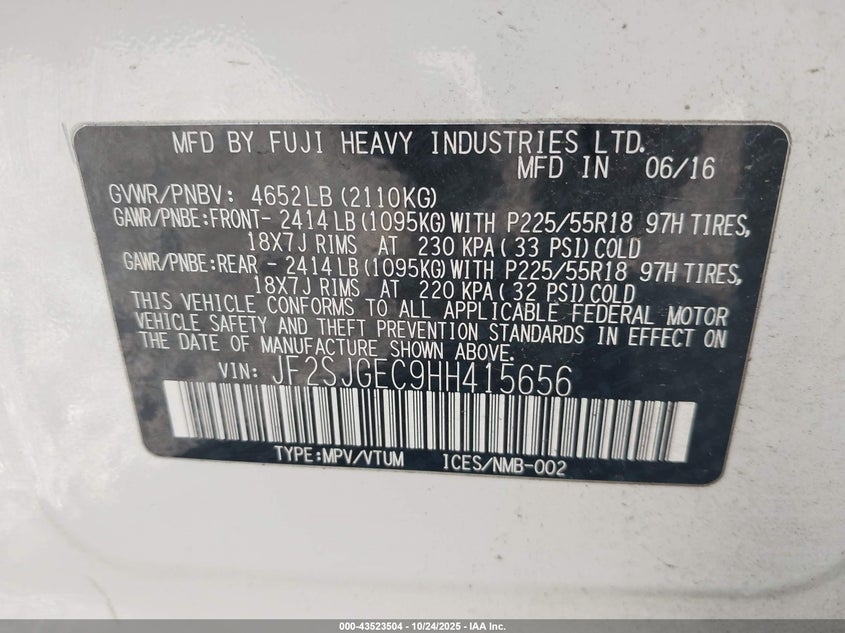 MFD BY FUJI HEAVY INDUSTRIES LTD.
MFD IN 06/16
GVWR/PNBV: 4652LB (2110KG)
GAWR/PNBE:FRONT- 2414 LB (1095KG) WITH P225/55R18 97H TIRES,
18X7J RIMS AT 230 KPA ( 33 PSI) COLD
GAWR/PNBE:REAR - 2414 LB (1095KG) WITH P225/55R18 97H TIRES,
18X7J RIMS AT 220 KPA ( 32 PSI) COLD
THIS VEHICLE CONFORMS TO ALL APPLICABLE FEDERAL MOTOR
VEHICLE SAFETY AND THEFT PREVENTION STANDARDS IN EFFECT ON
THE DATE OF MANUFACTURE SHOWN ABOVE.
VIN: JF2SJGEC9HH415656
TYPE:MPV/VTUM ICES/NMB-002
000-43523504 - 10/24/2025 - IAA Inc.